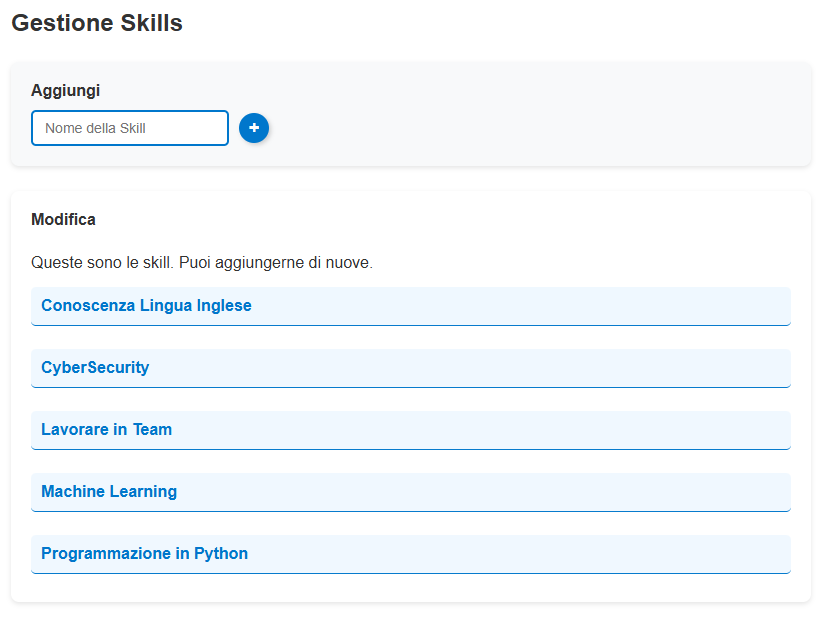 Gestione Skills
Aggiungi
Nome della Skill
+
Modifica
Queste sono le skill. Puoi aggiungerne di nuove.
Conoscenza Lingua Inglese
CyberSecurity
Lavorare in Team
Machine Learning
Programmazione in Python